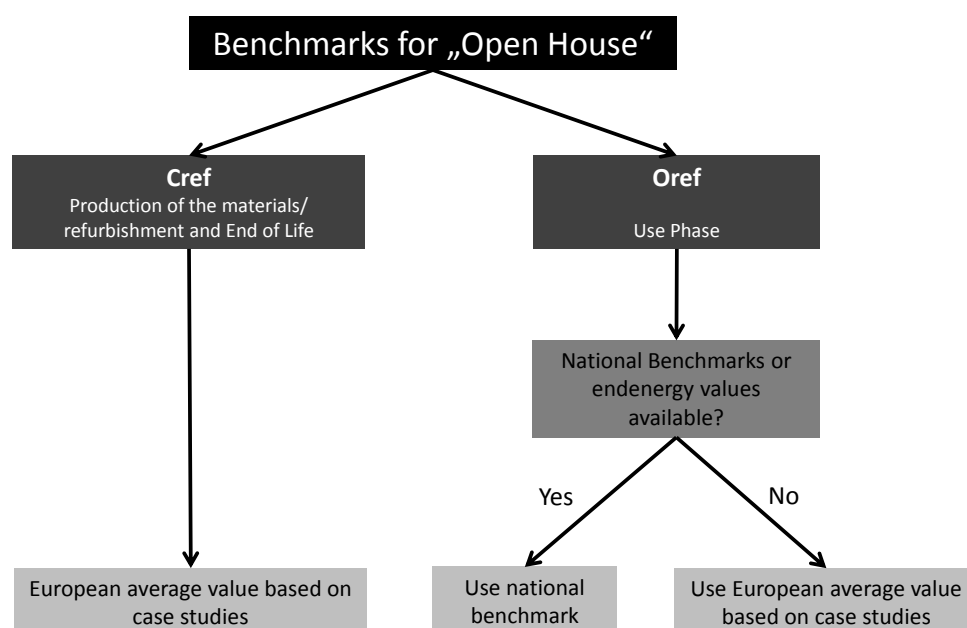 Benchmarks for „Open House“
Cref
Production of the materials/
refurbishment and End of Life
Oref
Use Phase
National Benchmarks or
endenergy values
available?
Yes
No
European average value based on
case studies
Use national
benchmark
Use European average value
based on case studies